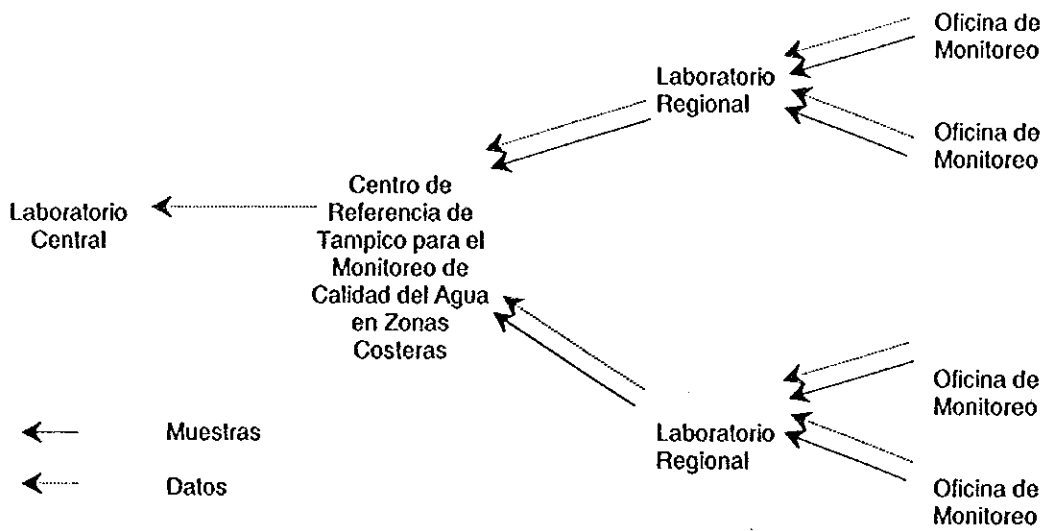 Oficina de
Monitoreo
Laboratorio
Regional
Oficina de
Monitoreo
Centro de
Referencia de
Tampico para el
Monitoreo de
Calidad del Agua
en Zonas
Costeras
Laboratorio
Central
Oficina de
Monitoreo
Laboratorio
Regional
Oficina de
Monitoreo
Muestras
Datos